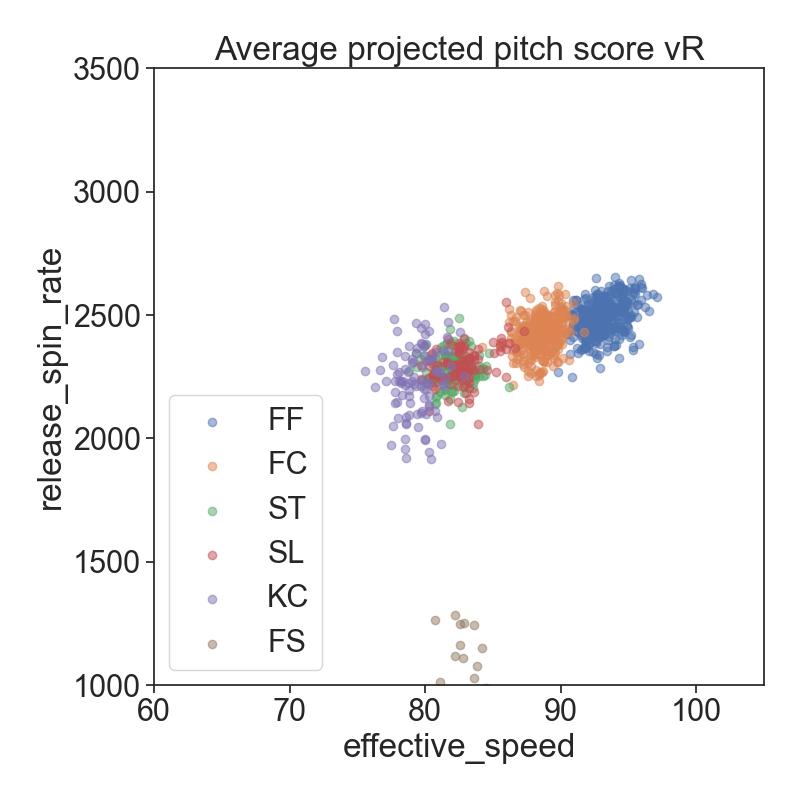 Average projected pitch score vR
3500
3000
2500
2000
1500
1000
release_spin_rate
FF
FC
ST
SL
KC
FS
60 70 80 90 100
effective_speed